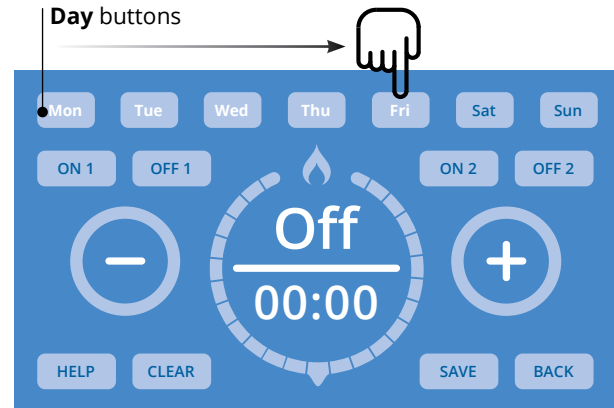 Day buttons
Mon Tue Wed Thu Fri Sat Sun
ON 1 OFF 1 ON 2 OFF 2
Off
00:00
HELP CLEAR SAVE BACK